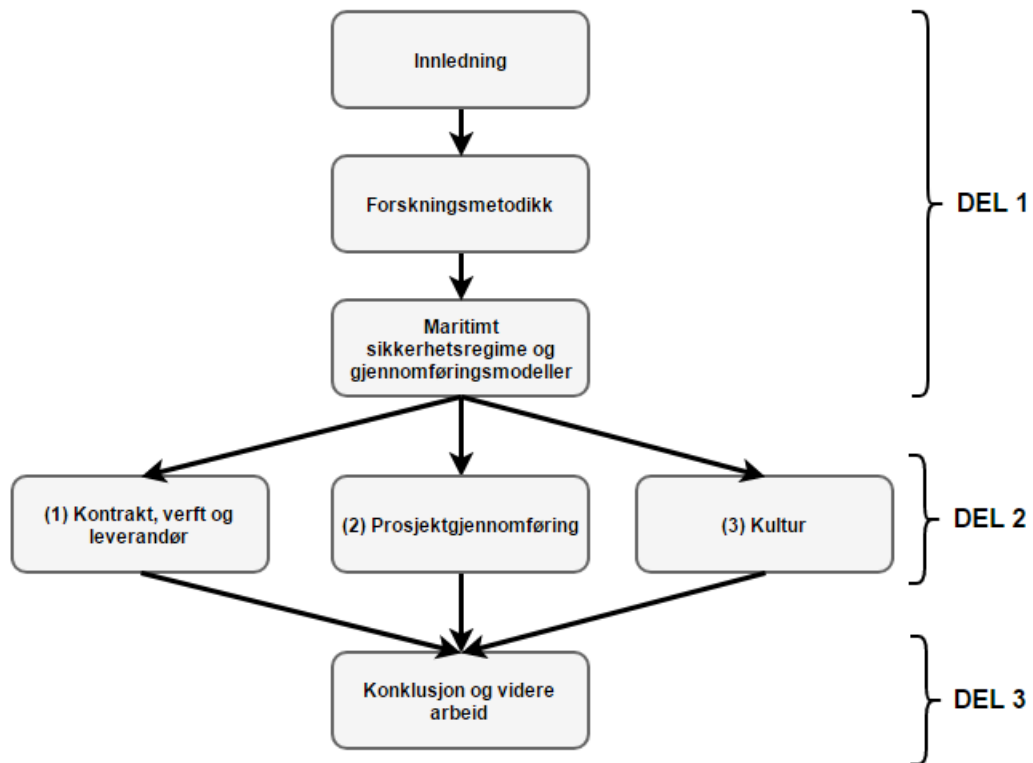 Innledning
Forskningsmetodikk
DEL 1
Maritimt
sikkerhetsregime og
gjennomføringsmodeller
(1) Kontrakt, verft og
leverandør
(2) Prosjektgjennomføring
(3) Kultur
DEL 2
Konklusjon og videre
arbeid
DEL 3